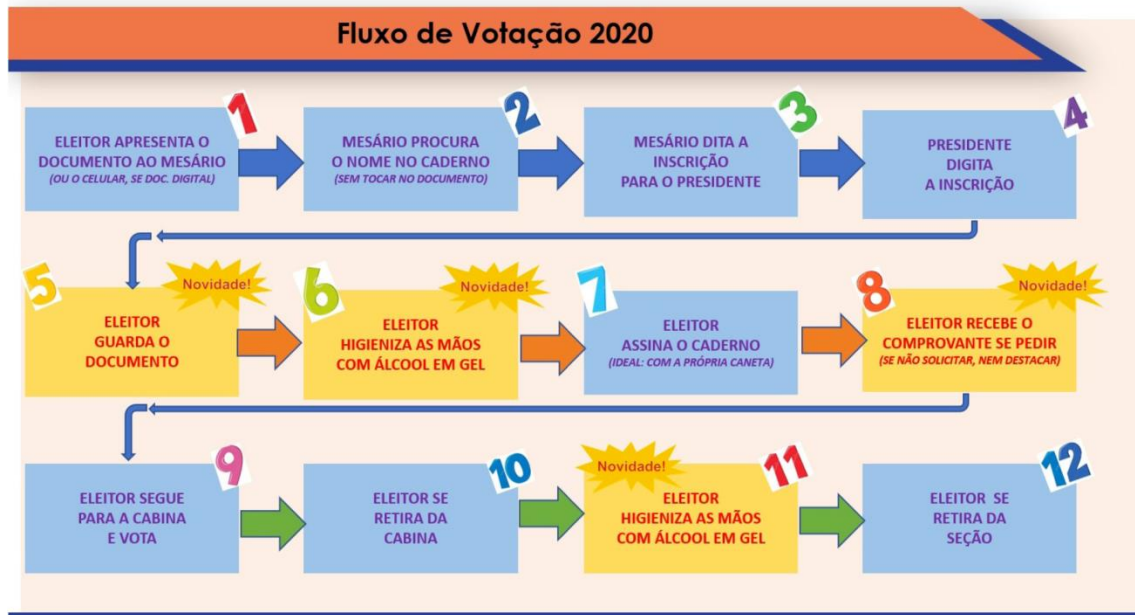 Fluxo de Votação 2020
1
ELEITOR APRESENTA O
DOCUMENTO AO MESÁRIO
(OU O CELULAR, SE DOC. DIGITAL)
2
MESÁRIO PROCURA
O NOME NO CADERNO
(SEM TOCAR NO DOCUMENTO)
3
MESÁRIO DITA A
INSCRIÇÃO
PARA O PRESIDENTE
4
PRESIDENTE
DIGITA
A INSCRIÇÃO
5
Novidade!
ELEITOR
GUARDA O
DOCUMENTO
6
Novidade!
ELEITOR
HIGIENIZA AS MÃOS
COM ÁLCOOL EM GEL
7
ELEITOR
ASSINA O CADERNO
(IDEAL: COM A PRÓPRIA CANETA)
8
Novidade!
ELEITOR RECEBE O
COMPROVANTE SE PEDIR
(SE NÃO SOLICITAR, NEM DESTACAR)
9
ELEITOR SEGUE
PARA A CABINA
E VOTA
10
ELEITOR SE
RETIRA DA
CABINA
Novidade!
11
ELEITOR
HIGIENIZA AS MÃOS
COM ÁLCOOL EM GEL
12
ELEITOR SE
RETIRA DA
SEÇÃO